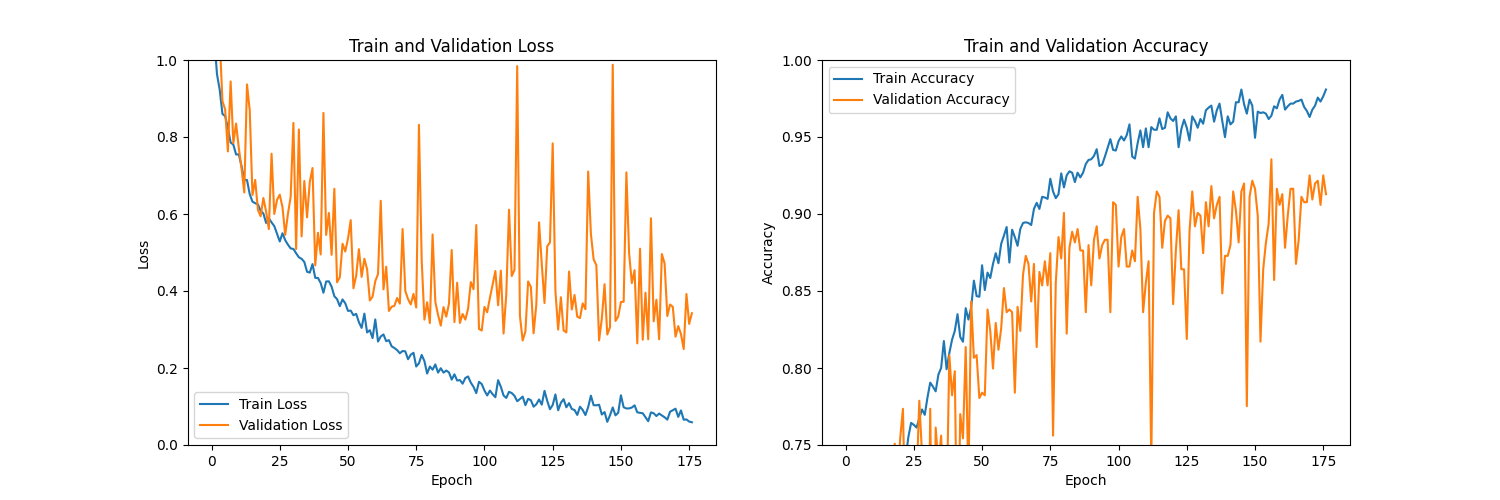 Train and Validation Loss
1.0
0.8
0.6
0.4
0.2
0.0
Loss
Train Loss
Validation Loss
0 25 50 75 100 125 150 175
Epoch
Train and Validation Accuracy
1.00
0.95
0.90
0.85
0.80
0.75
Accuracy
Train Accuracy
Validation Accuracy
0 25 50 75 100 125 150 175
Epoch